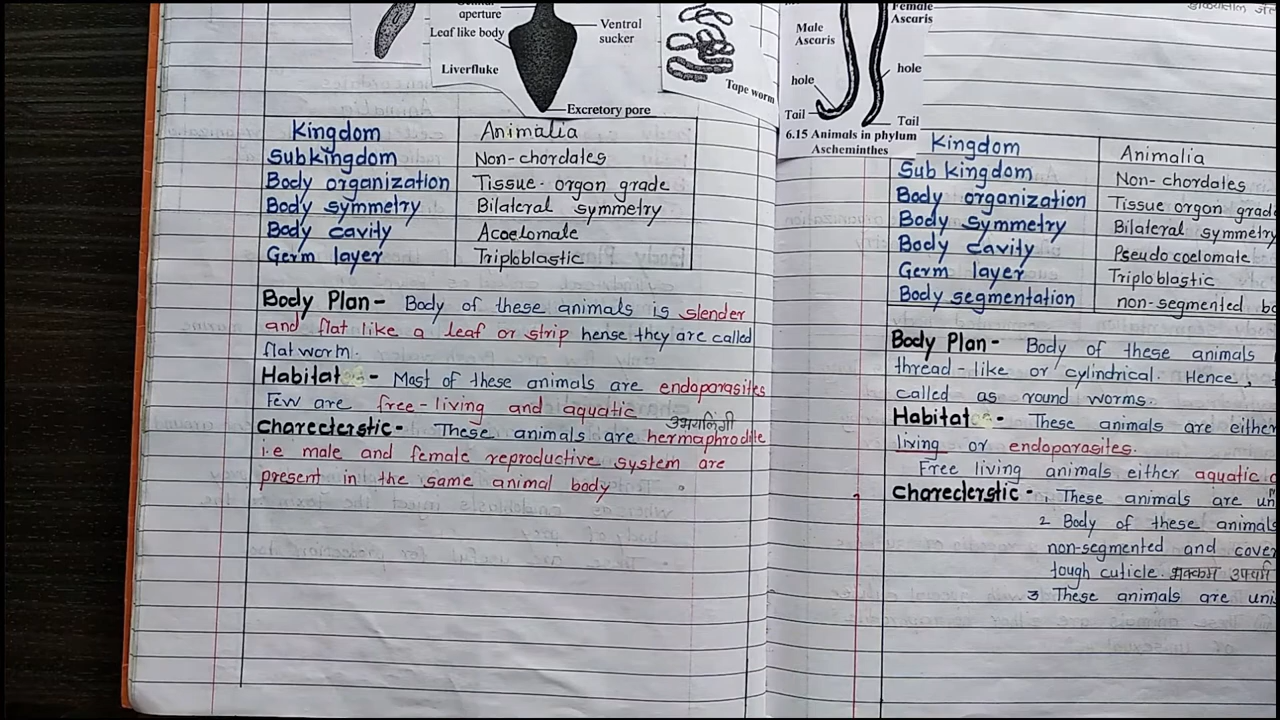 aperture
Leaf like body
Ventral
sucker
Liverfluke
Excretory pore
Tape worm
Kingdom Animalia
Subkingdom Non-chordates
Body organization Tissue-organ grade
Body symmetry Bilateral symmetry
Body cavity Acoelomate
Germ layer Triploblastic
Body Plan- Body of these animals is slender
and flat like a leaf or strip hense they are called
flatworm.
Habitat - Most of these animals are endoparasites
Few are free-living and aquatic
उभयलिंगी
Charecterstic- These animals are hermaphrodite
i.e male and female reproductive system are
present in the same animal body
Female
Ascaris
Male
Ascaris
hole
hole
Tail
Tail
6.15 Animals in phylum
Ascheminthes
Kingdom Animalia
Sub kingdom Non-chordates
Body organization Tissue organ grad
Body symmetry Bilateral symmetry
Body cavity Pseudo coelomate
Germ layer Triploblastic
Body segmentation non-segmented
Body Plan- Body of these animals
thread-like or cylindrical. Hence,
called as round worms.
Habitat - These animals are either
living or endoparasites.
Free living animals either aquatic
Charecterstic- 1. These animals are
2 Body of these animals
non-segmented and cover
tough cuticle.
3 These animals are